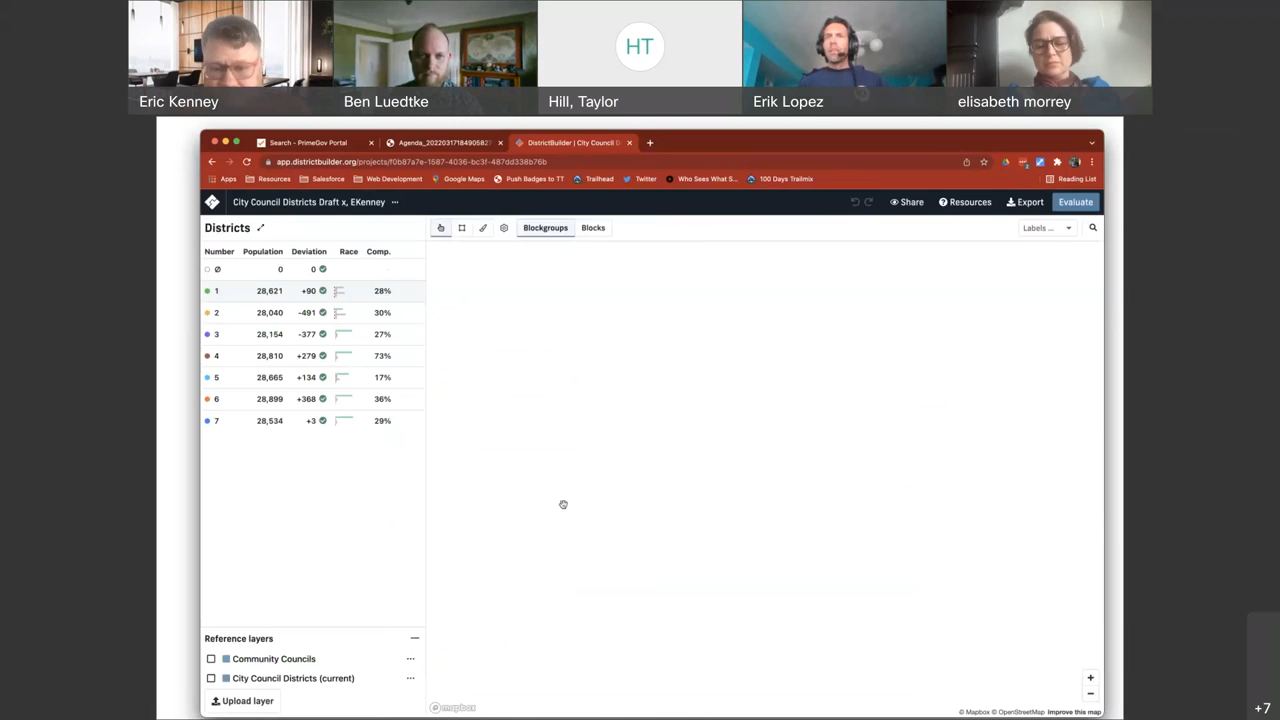 HT
Eric Kenney
Ben Luedtke
Hill, Taylor
Erik Lopez
elisabeth morrey
Search - PrimeGov Portal
Agenda_2022031718490582
DistrictBuilder | City Council D
app.districtbuilder.org/projects/f0b87a7e-1587-4036-bc3f-487dd338b76b
Apps
Resources
Salesforce
Web Development
Google Maps
Push Badges to TT
Trailhead
Twitter
Who Sees What S...
100 Days Trailmix
Reading List
City Council Districts Draft x, EKenney ...
Share
Resources
Export
Evaluate
Districts
Blockgroups
Blocks
Labels ...
Number Population Deviation Race Comp.
Ø 0 0 -
1 28,621 +90 28%
2 28,040 -491 30%
3 28,154 -377 27%
4 28,810 +279 73%
5 28,665 +134 17%
6 28,899 +368 36%
7 28,534 +3 29%
Reference layers
Community Councils ...
City Council Districts (current) ...
Upload layer
mapbox
© Mapbox © OpenStreetMap Improve this map
+7